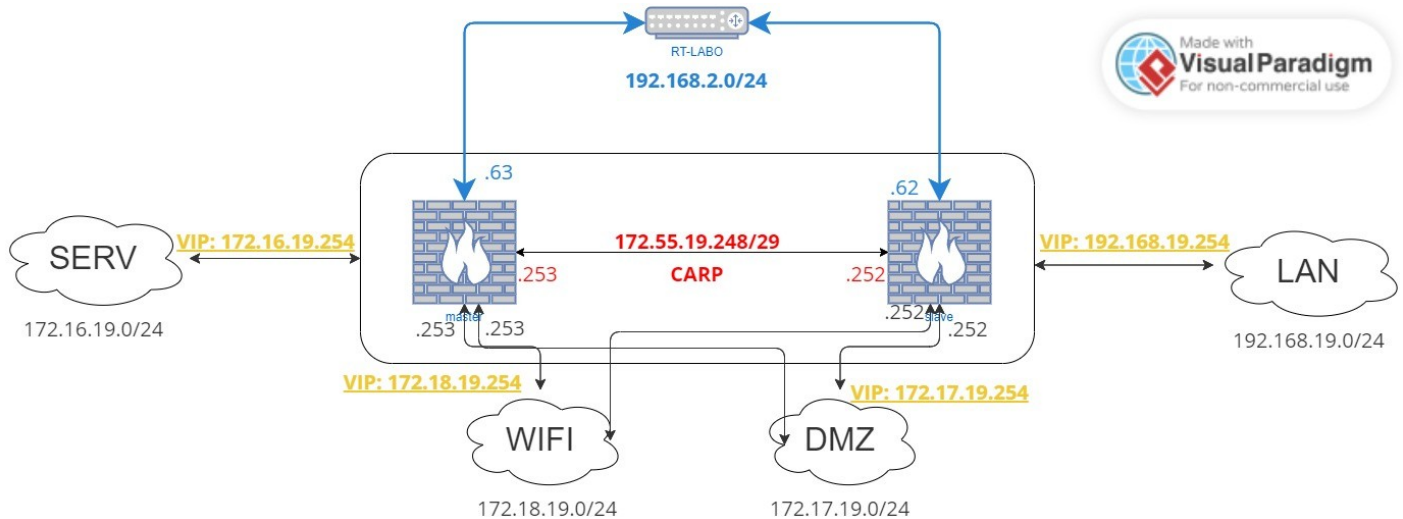 RT-LABO
192.168.2.0/24
Made with
Visual Paradigm
For non-commercial use
.63
.62
SERV
VIP: 172.16.19.254
172.16.19.0/24
172.55.19.248/29
CARP
.253
.252
master
slave
.253
.253
.252
.252
VIP: 192.168.19.254
LAN
192.168.19.0/24
VIP: 172.18.19.254
WIFI
172.18.19.0/24
VIP: 172.17.19.254
DMZ
172.17.19.0/24